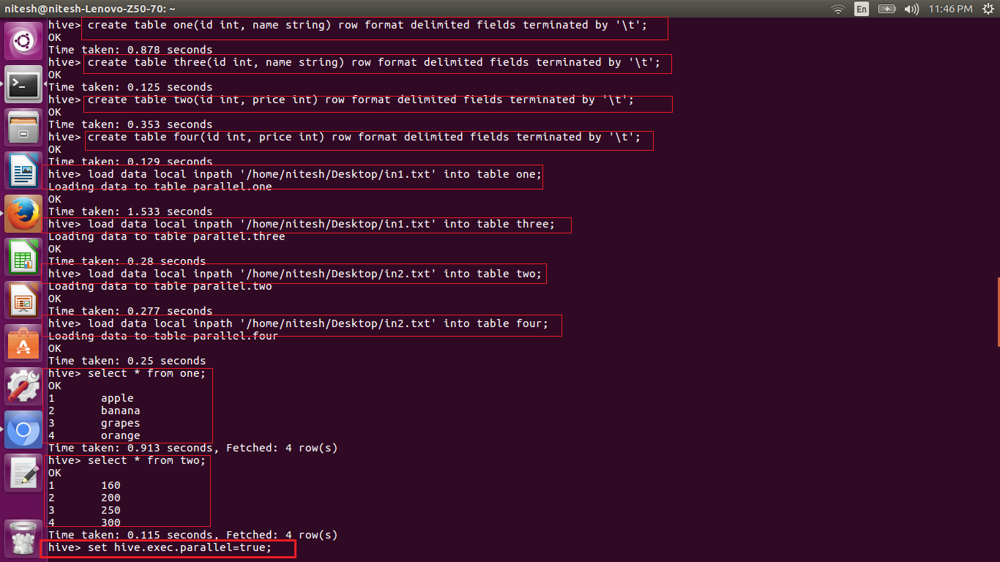 nitesh@nitesh-Lenovo-Z50-70: ~
En
11:46 PM
hive> create table one(id int, name string) row format delimited fields terminated by '\t';
OK
Time taken: 0.878 seconds
hive> create table three(id int, name string) row format delimited fields terminated by '\t';
OK
Time taken: 0.125 seconds
hive> create table two(id int, price int) row format delimited fields terminated by '\t';
OK
Time taken: 0.353 seconds
hive> create table four(id int, price int) row format delimited fields terminated by '\t';
OK
Time taken: 0.129 seconds
hive> load data local inpath '/home/nitesh/Desktop/in1.txt' into table one;
Loading data to table parallel.one
OK
Time taken: 1.533 seconds
hive> load data local inpath '/home/nitesh/Desktop/in1.txt' into table three;
Loading data to table parallel.three
OK
Time taken: 0.28 seconds
hive> load data local inpath '/home/nitesh/Desktop/in2.txt' into table two;
Loading data to table parallel.two
OK
Time taken: 0.277 seconds
hive> load data local inpath '/home/nitesh/Desktop/in2.txt' into table four;
Loading data to table parallel.four
OK
Time taken: 0.25 seconds
hive> select * from one;
OK
1	apple
2	banana
3	grapes
4	orange
Time taken: 0.913 seconds, Fetched: 4 row(s)
hive> select * from two;
OK
1	160
2	200
3	250
4	300
Time taken: 0.115 seconds, Fetched: 4 row(s)
hive> set hive.exec.parallel=true;